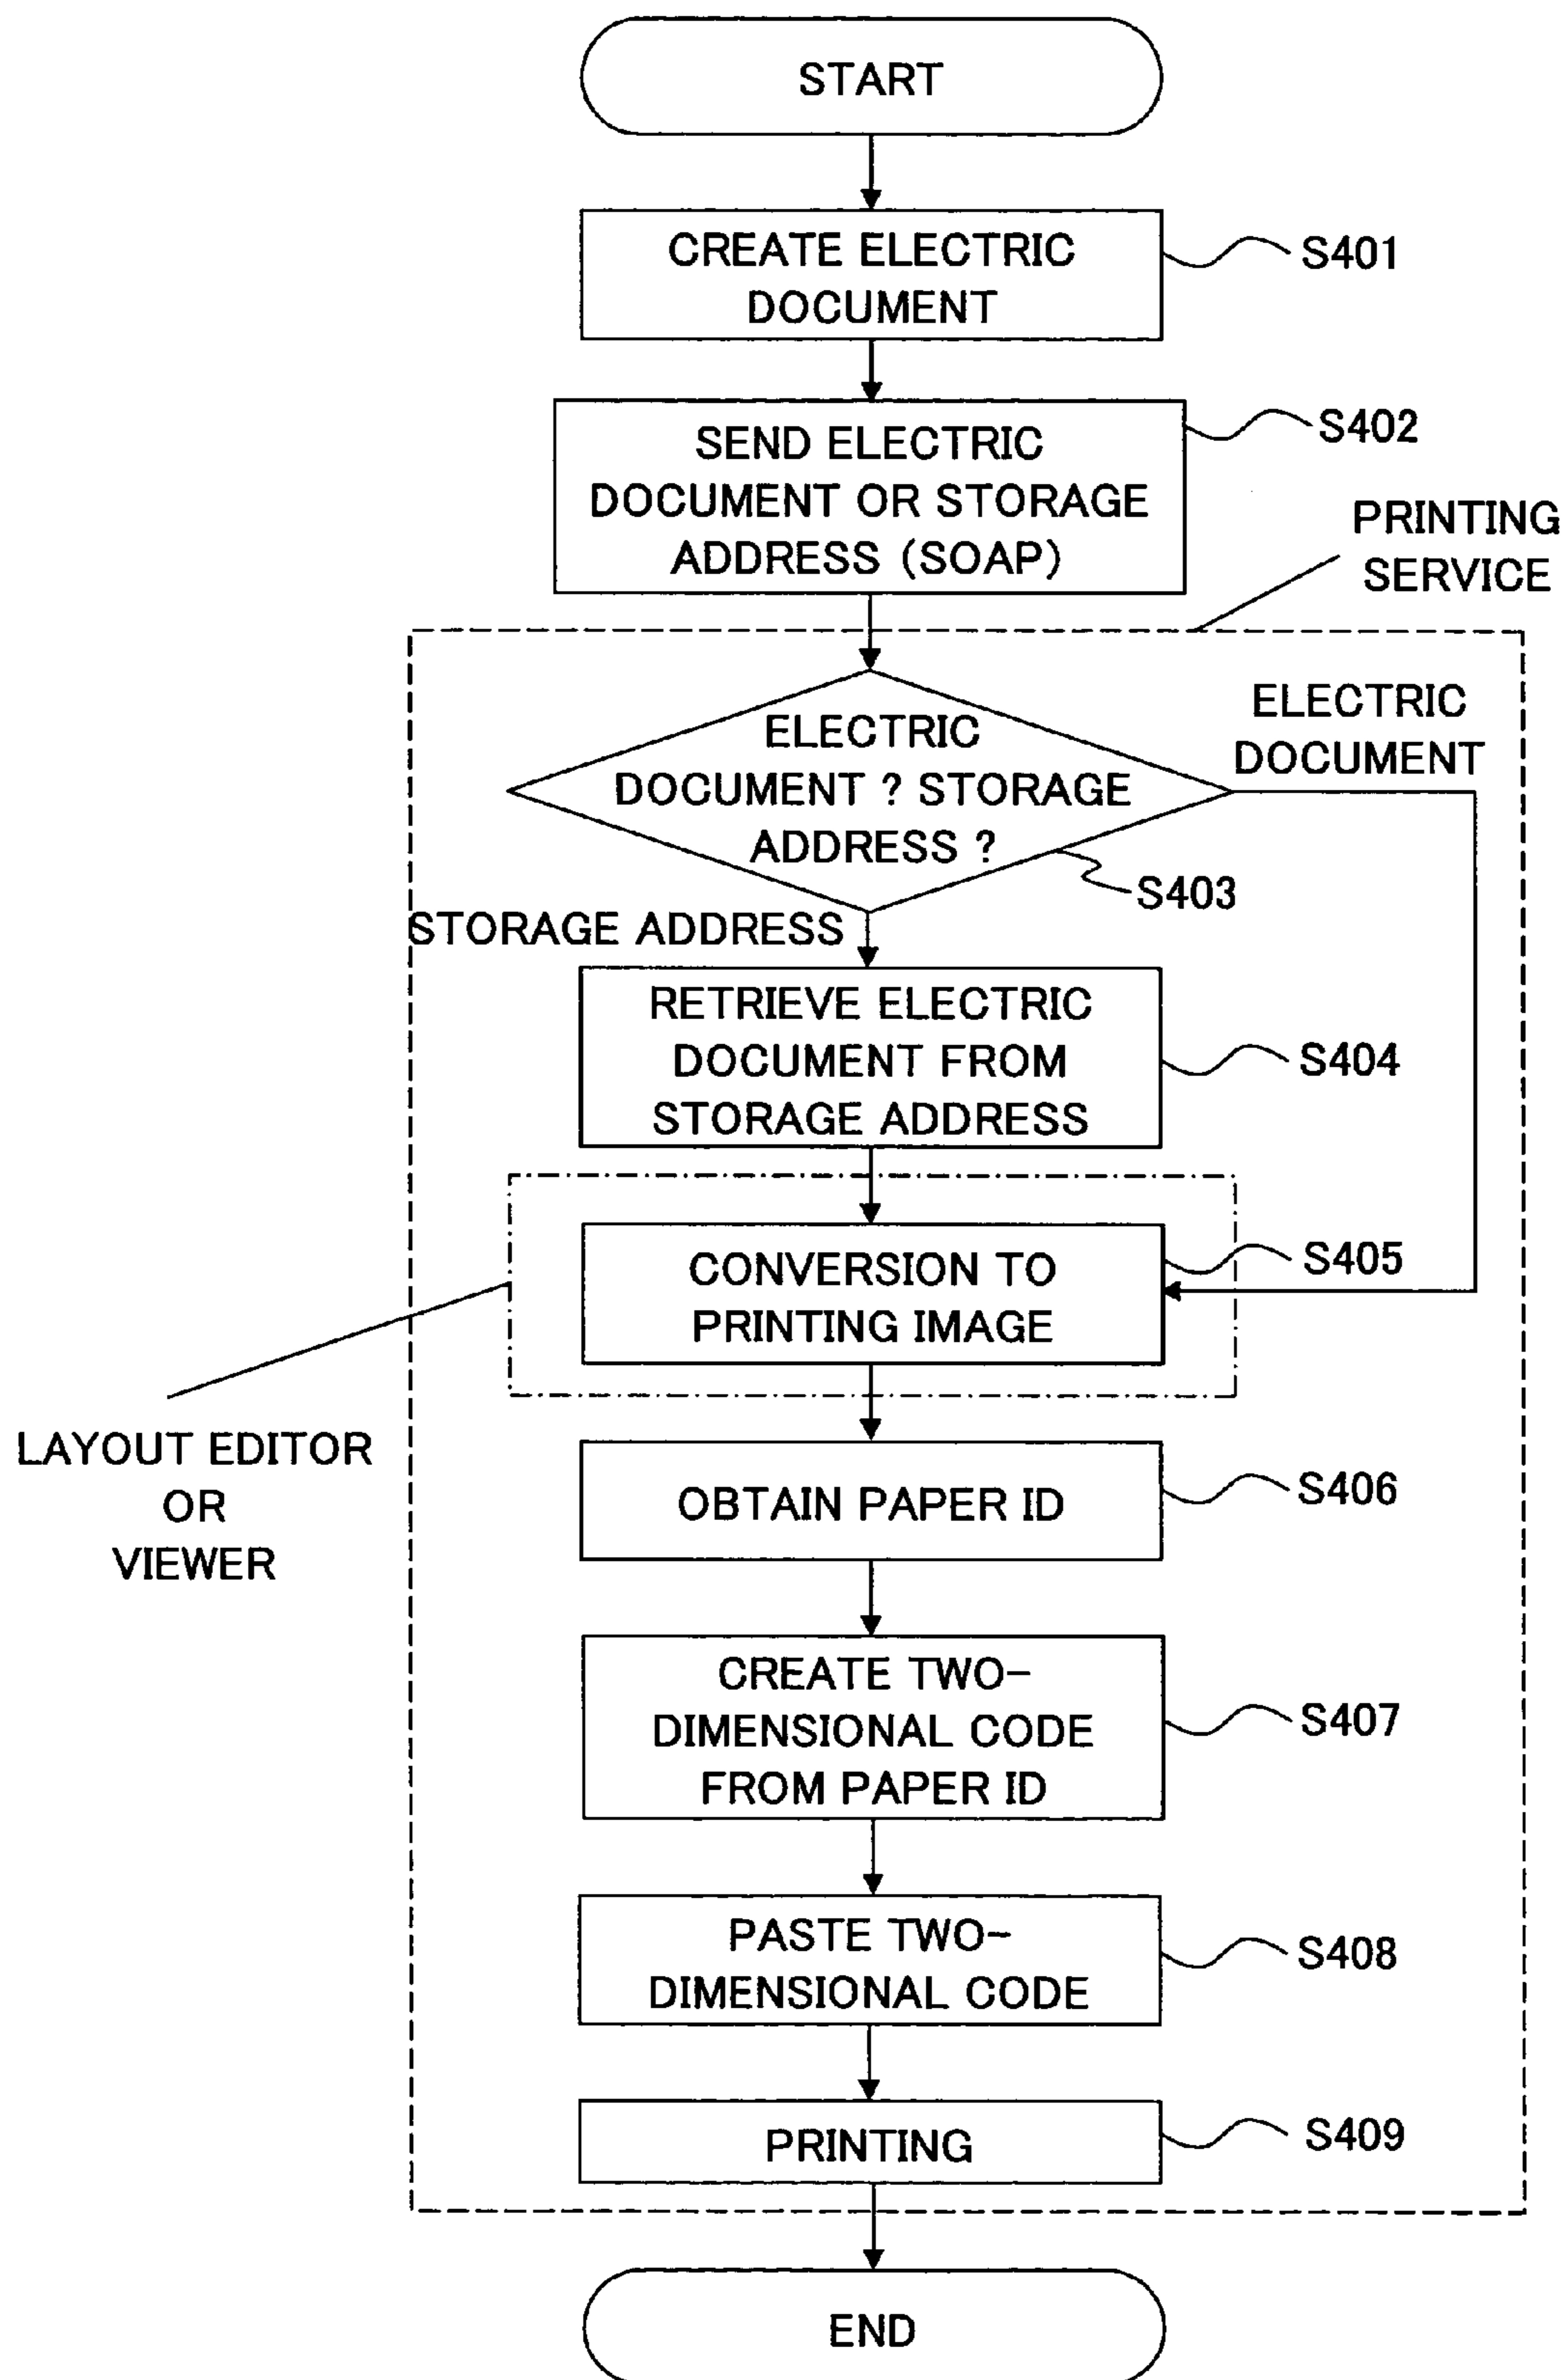 START
CREATE ELECTRIC
DOCUMENT
S401
SEND ELECTRIC
DOCUMENT OR STORAGE
ADDRESS (SOAP)
S402
PRINTING
SERVICE
ELECTRIC
DOCUMENT ? STORAGE
ADDRESS ?
S403
ELECTRIC
DOCUMENT
STORAGE ADDRESS
RETRIEVE ELECTRIC
DOCUMENT FROM
STORAGE ADDRESS
S404
CONVERSION TO
PRINTING IMAGE
S405
LAYOUT EDITOR
OR
VIEWER
OBTAIN PAPER ID
S406
CREATE TWO-
DIMENSIONAL CODE
FROM PAPER ID
S407
PASTE TWO-
DIMENSIONAL CODE
S408
PRINTING
S409
END